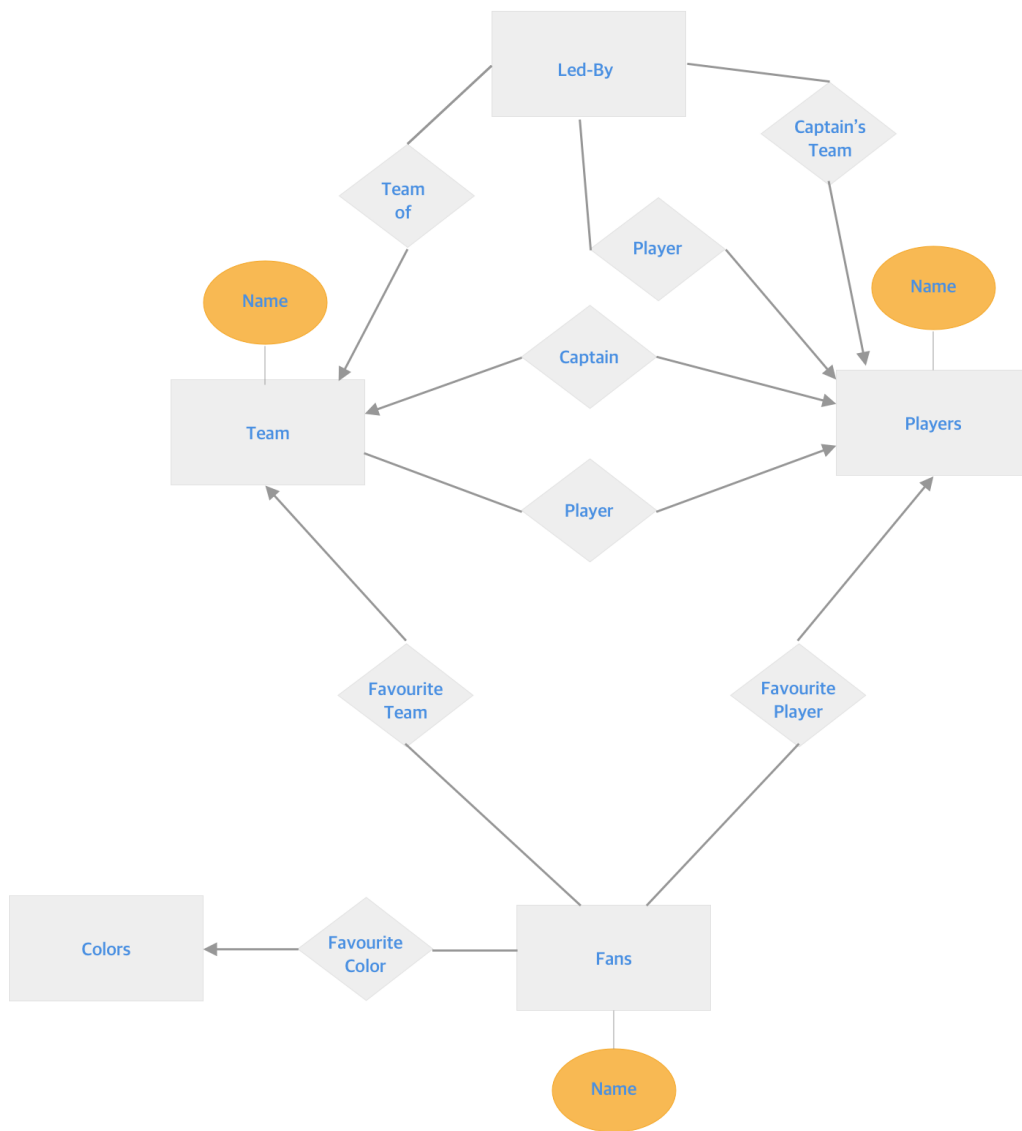 Led-By
Captain's
Team
Team
of
Player
Name
Name
Captain
Team
Players
Player
Favourite
Team
Favourite
Player
Colors
Favourite
Color
Fans
Name